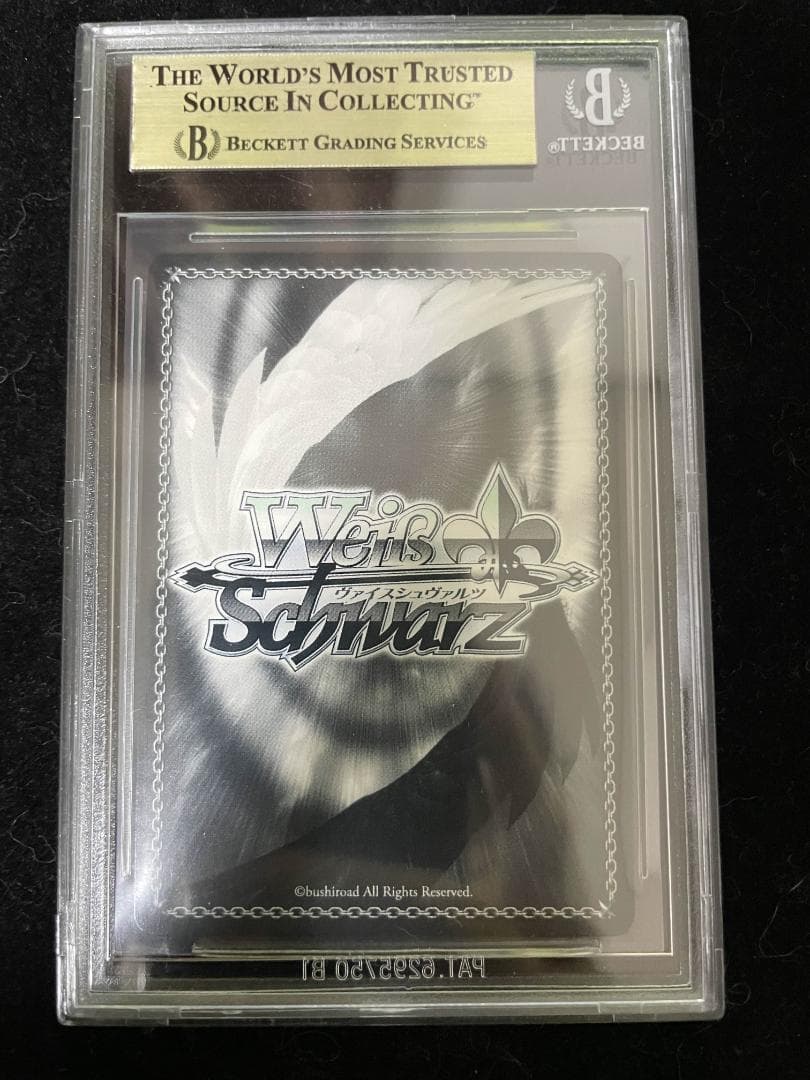 THE WORLD'S MOST TRUSTED
SOURCE IN COLLECTING™
B BECKETT GRADING SERVICES
B
BECKETT®
Weiß
ヴァイスシュヴァルツ
Schwarz
©bushiroad All Rights Reserved.
PAT.6295750 B1